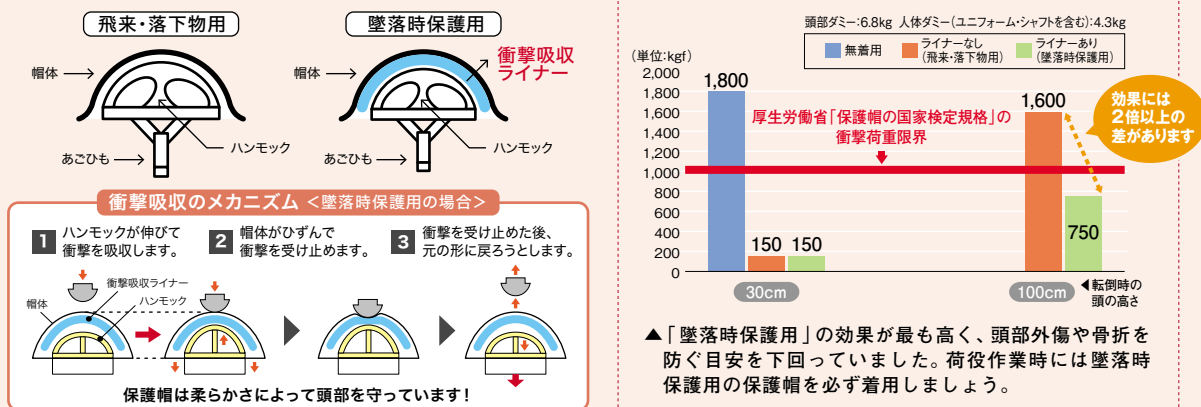 飛来・落下物用
帽体
あごひも
ハンモック
墜落時保護用
衝撃吸収
ライナー
帽体
あごひも
ハンモック
衝撃吸収のメカニズム <墜落時保護用の場合>
1 ハンモックが伸びて
衝撃を吸収します。
2 帽体がひずんで
衝撃を受け止めます。
3 衝撃を受け止めた後、
元の形に戻ろうとします。
衝撃吸収ライナー
帽体
ハンモック
保護帽は柔らかさによって頭部を守っています!
頭部ダミー:6.8kg 人体ダミー(ユニフォーム・シャフトを含む):4.3kg
無着用
ライナーなし
(飛来・落下物用)
ライナーあり
(墜落時保護用)
(単位:kgf)
2,000
1,800
1,600
1,400
1,200
1,000
800
600
400
200
0
1,800
150
150
1,600
750
厚生労働省「保護帽の国家検定規格」の
衝撃荷重限界
効果には
2倍以上の
差があります
30cm
100cm
◀転倒時の
頭の高さ
▲「墜落時保護用」の効果が最も高く、頭部外傷や骨折を
防ぐ目安を下回っていました。荷役作業時には墜落時
保護用の保護帽を必ず着用しましょう。